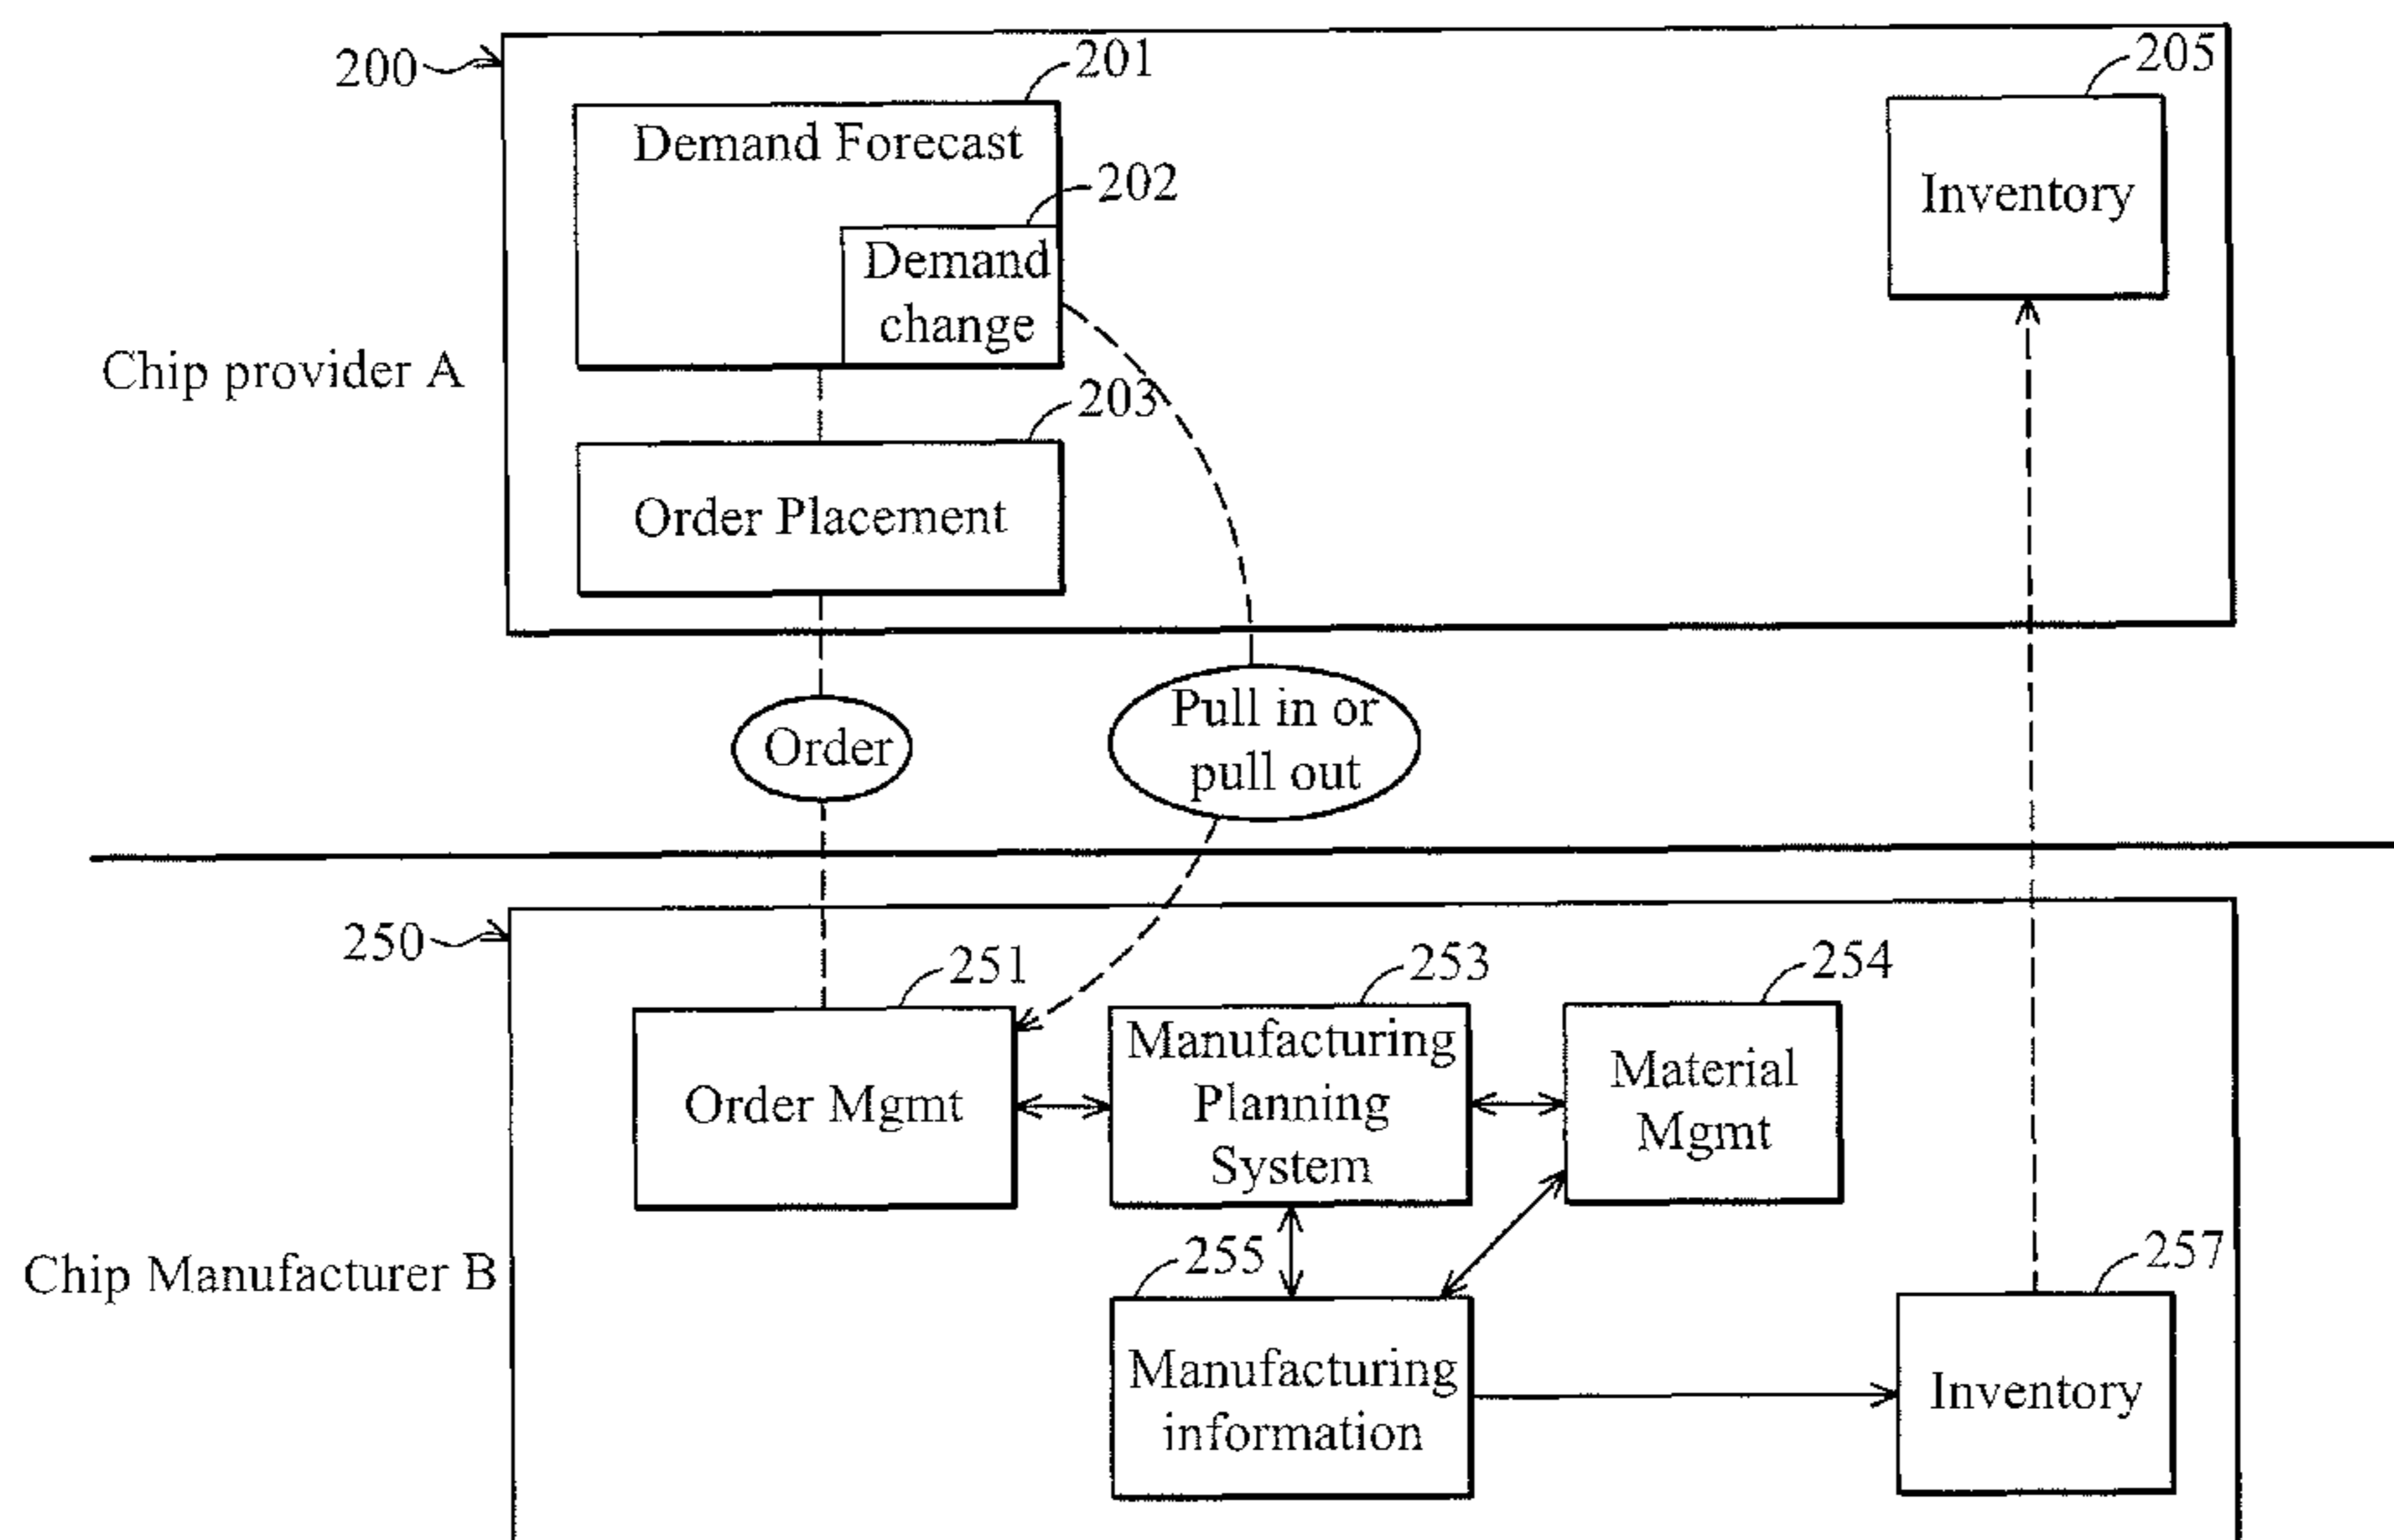 200
201
205
Demand Forecast
202
Inventory
Demand
change
Chip provider A
203
Order Placement
Order
Pull in or
pull out
250
251
253
254
Order Mgmt
Manufacturing
Planning
System
Material
Mgmt
255
257
Chip Manufacturer B
Manufacturing
information
Inventory